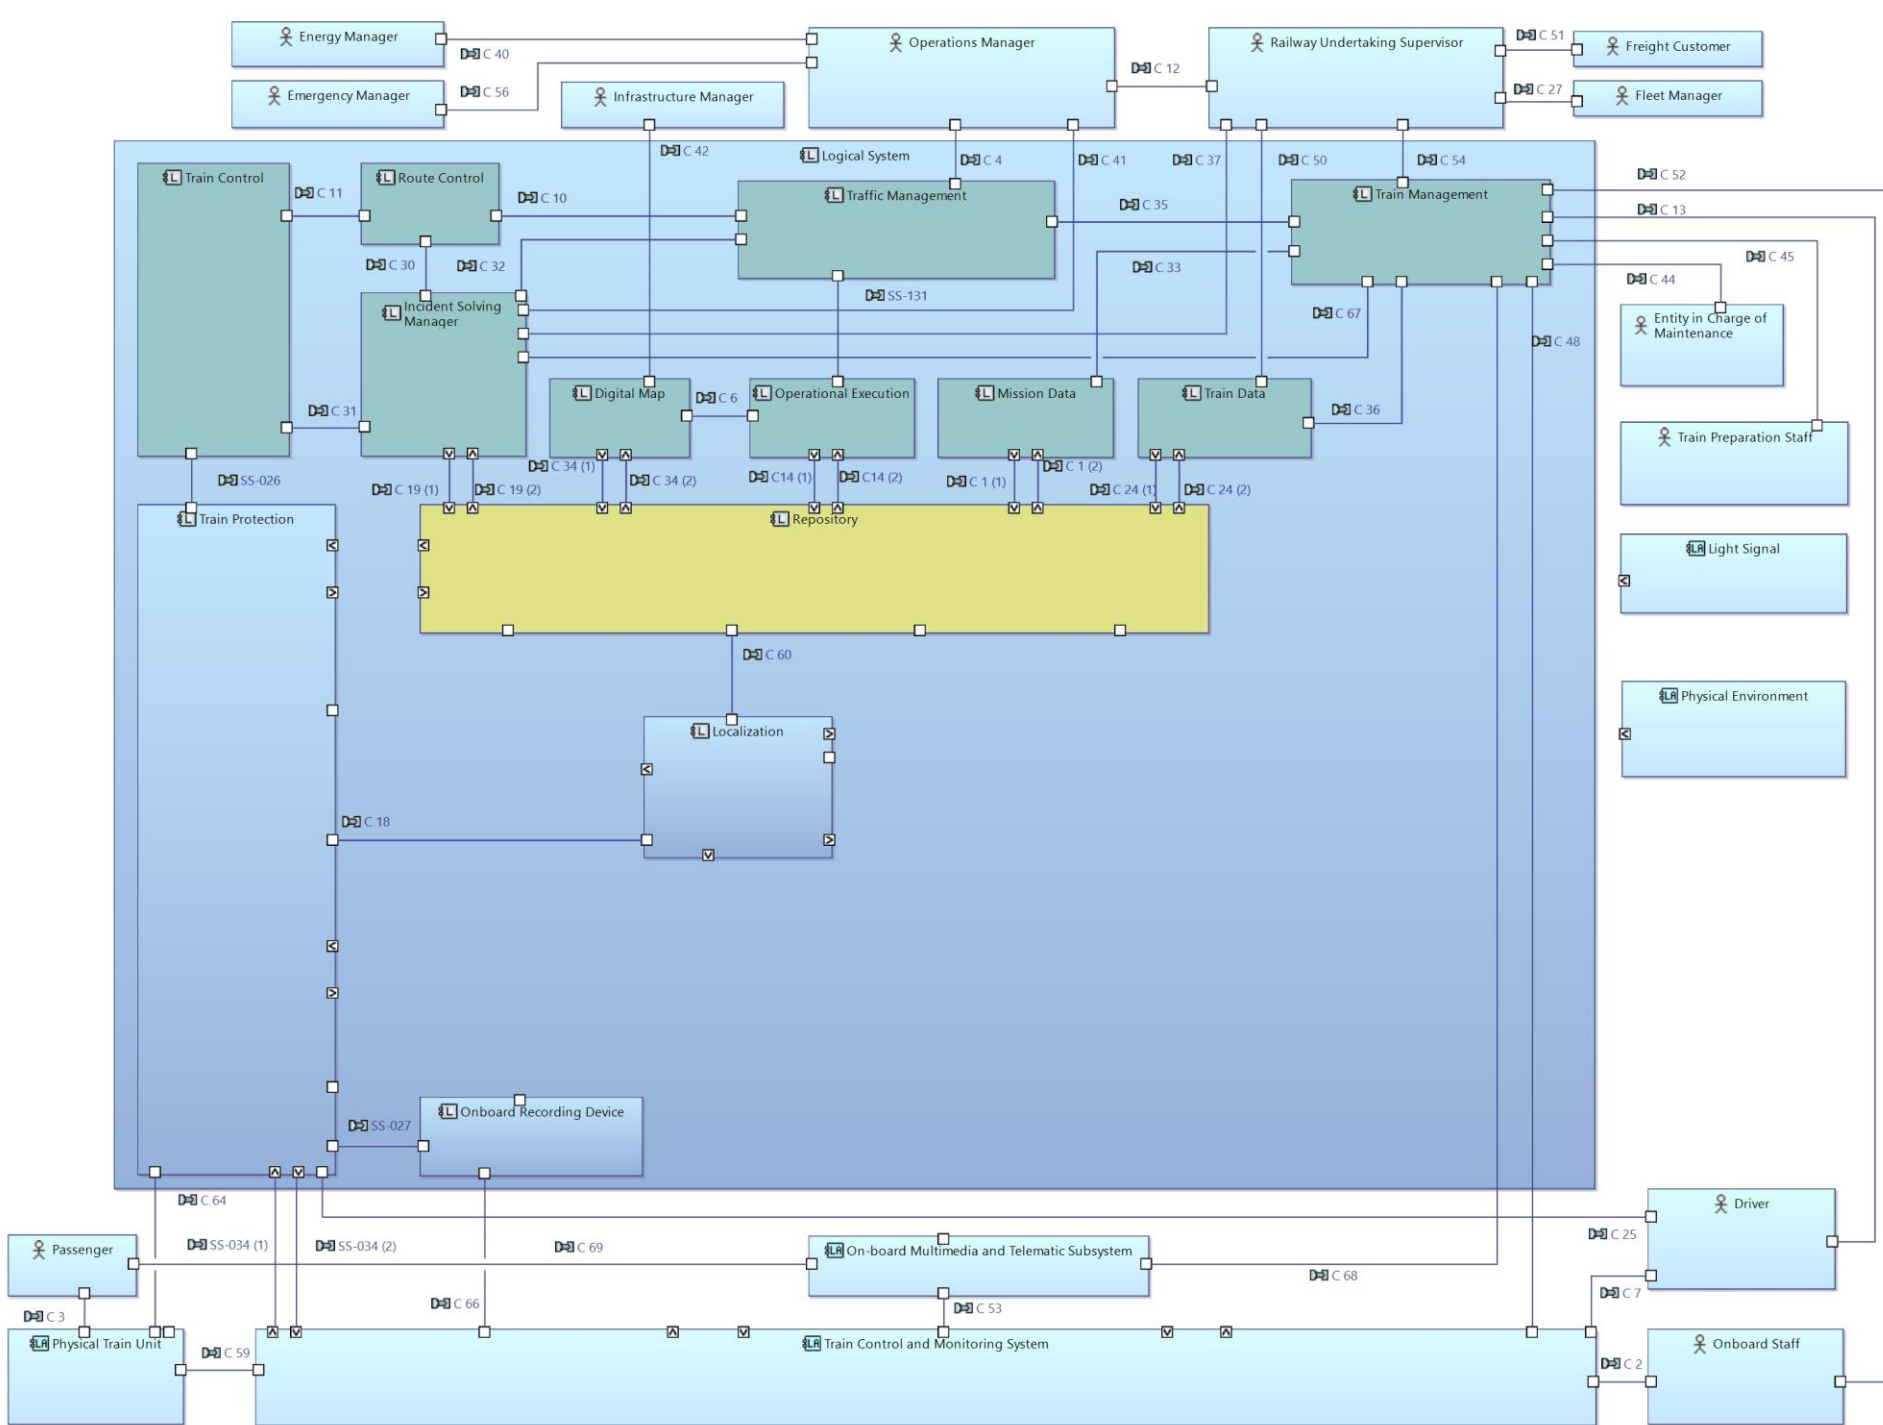 Energy Manager
C 40
Operations Manager
Railway Undertaking Supervisor
C 51
Freight Customer
Emergency Manager
C 56
Infrastructure Manager
C 12
C 27
Fleet Manager
C 42
Logical System
C 4
C 41
C 37
C 50
C 54
C 52
Train Control
C 11
Route Control
C 10
Traffic Management
C 35
Train Management
C 13
C 30
C 32
C 33
C 45
C 44
SS-131
Incident Solving
Manager
C 67
C 48
Entity in Charge of
Maintenance
Digital Map
C 6
Operational Execution
Mission Data
Train Data
C 31
C 36
Train Preparation Staff
C 34 (1)
C 1 (2)
SS-026
C 19 (1)
C 19 (2)
C 34 (2)
C14 (1)
C14 (2)
C 1 (1)
C 24 (1)
C 24 (2)
Train Protection
Repository
Light Signal
C 60
Physical Environment
Localization
C 18
Onboard Recording Device
SS-027
C 64
Driver
Passenger
SS-034 (1)
SS-034 (2)
C 69
On-board Multimedia and Telematic Subsystem
C 25
C 68
C 7
C 3
C 66
C 53
Physical Train Unit
C 59
Train Control and Monitoring System
C 2
Onboard Staff